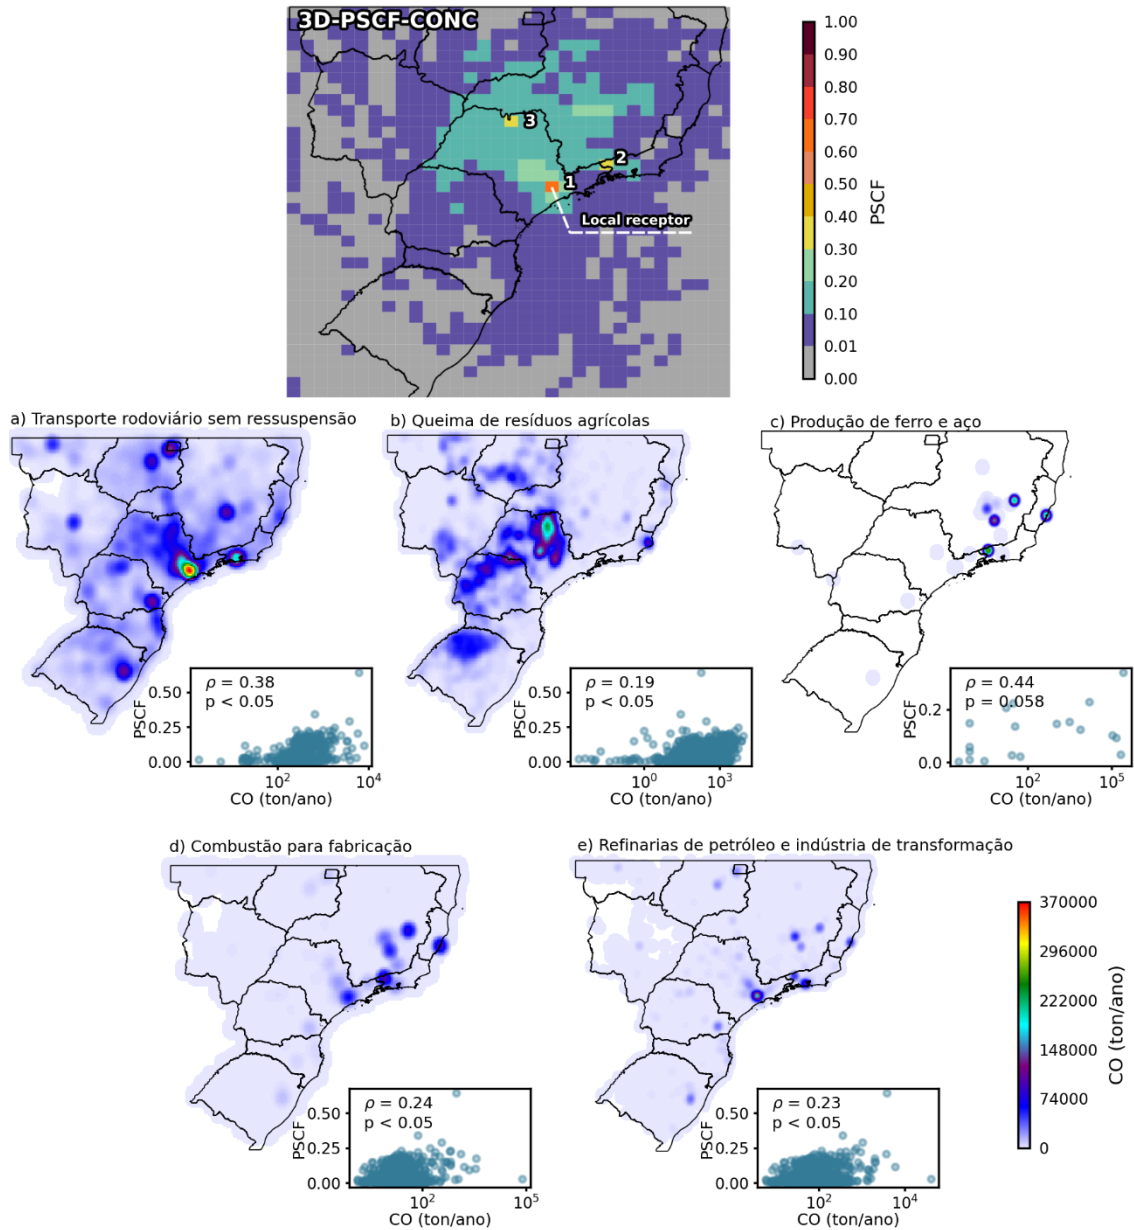 3D-PSCF-CONC
1
2
3
Local receptor
1.00
0.90
0.80
0.70
0.60
0.50
0.40
0.30
0.20
0.10
0.01
0.00
PSCF
a) Transporte rodoviário sem ressuspensão
ρ = 0.38
p < 0.05
0.50
0.25
0.00
PSCF
10² 10⁴
CO (ton/ano)
b) Queima de resíduos agrícolas
ρ = 0.19
p < 0.05
0.50
0.25
0.00
PSCF
10⁰ 10³
CO (ton/ano)
c) Produção de ferro e aço
ρ = 0.44
p = 0.058
0.2
0.0
PSCF
10² 10⁵
CO (ton/ano)
d) Combustão para fabricação
ρ = 0.24
p < 0.05
0.50
0.25
0.00
PSCF
10² 10⁵
CO (ton/ano)
e) Refinarias de petróleo e indústria de transformação
ρ = 0.23
p < 0.05
0.50
0.25
0.00
PSCF
10² 10⁴
CO (ton/ano)
370000
296000
222000
148000
74000
0
CO (ton/ano)